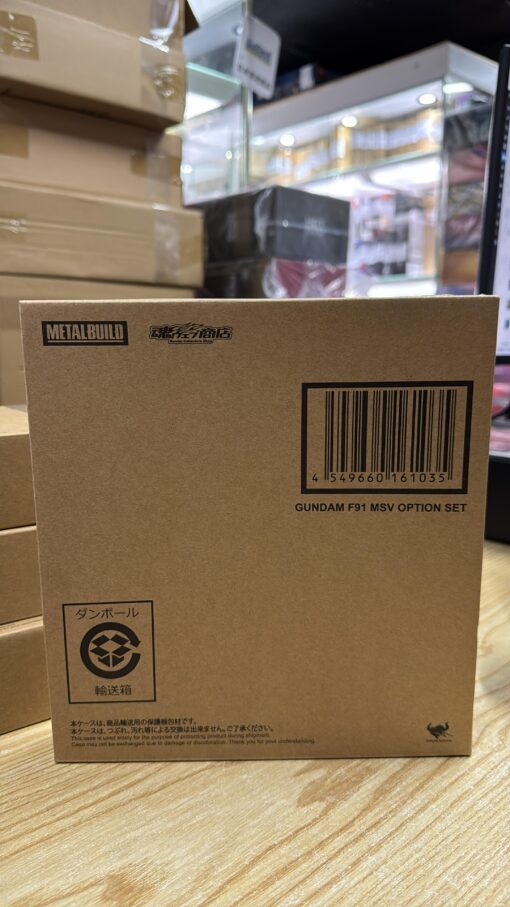 METAL BUILD
魂ウェブ商店
4 549660 161035
GUNDAM F91 MSV OPTION SET
ダンボール
輸送箱
本ケースは、商品輸送用の保護梱包材です。
本ケースは、つぶれ、汚れ等による交換は出来ません。ご了承ください。
This case is used solely for the purpose of protecting product during shipment.
Case may not be exchanged due to damage or discoloration. Thank you for your understanding.